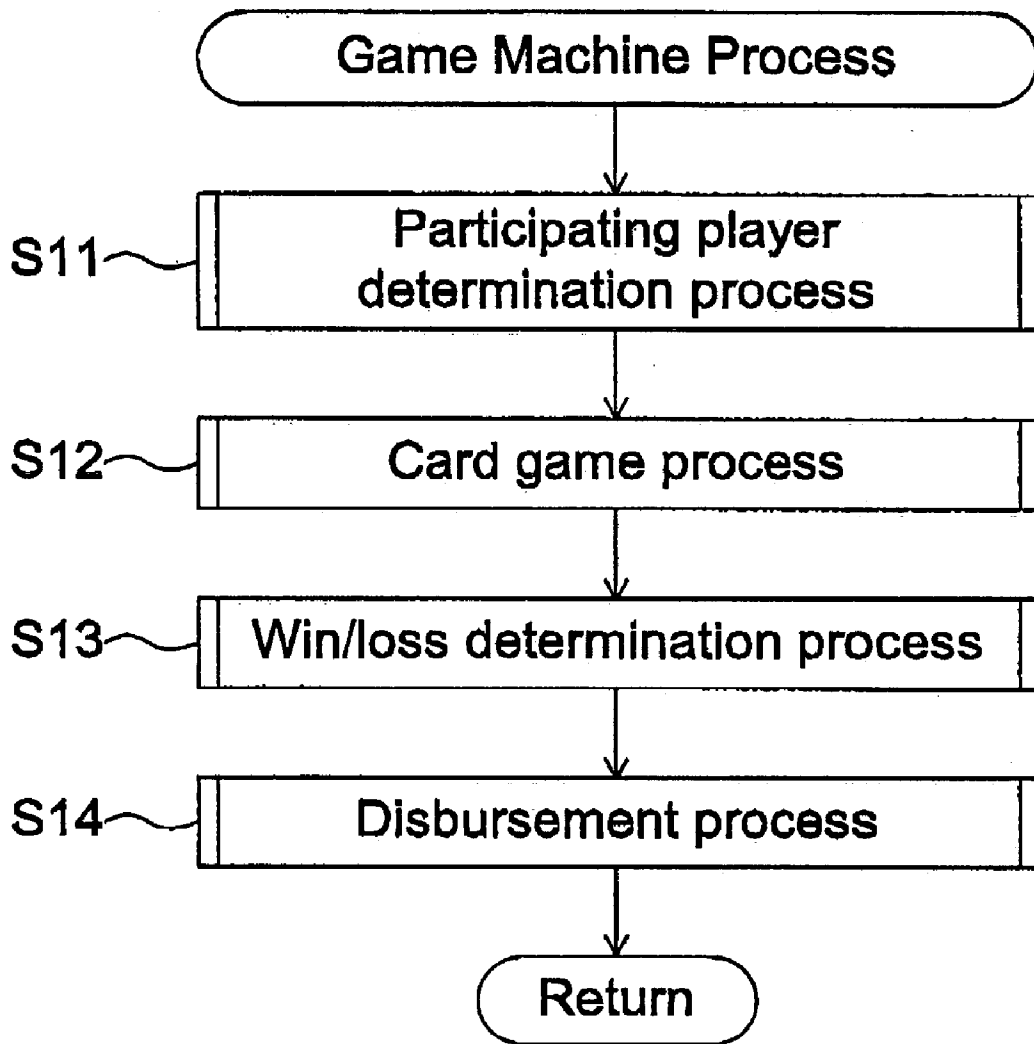 Game Machine Process
S11
Participating player
determination process
S12
Card game process
S13
Win/loss determination process
S14
Disbursement process
Return